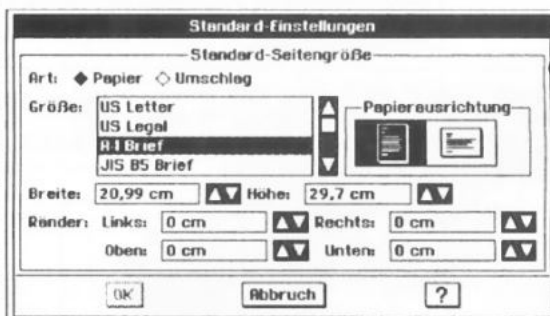 Standard-Einstellungen
Standard-Seitengröße
Art: Papier Umschlag
Größe: US Letter
US Legal
A4 Brief
JIS B5 Brief
Papierausrichtung
Breite: 20,99 cm Höhe: 29,7 cm
Ränder: Links: 0 cm Rechts: 0 cm
Oben: 0 cm Unten: 0 cm
OK Abbruch ?